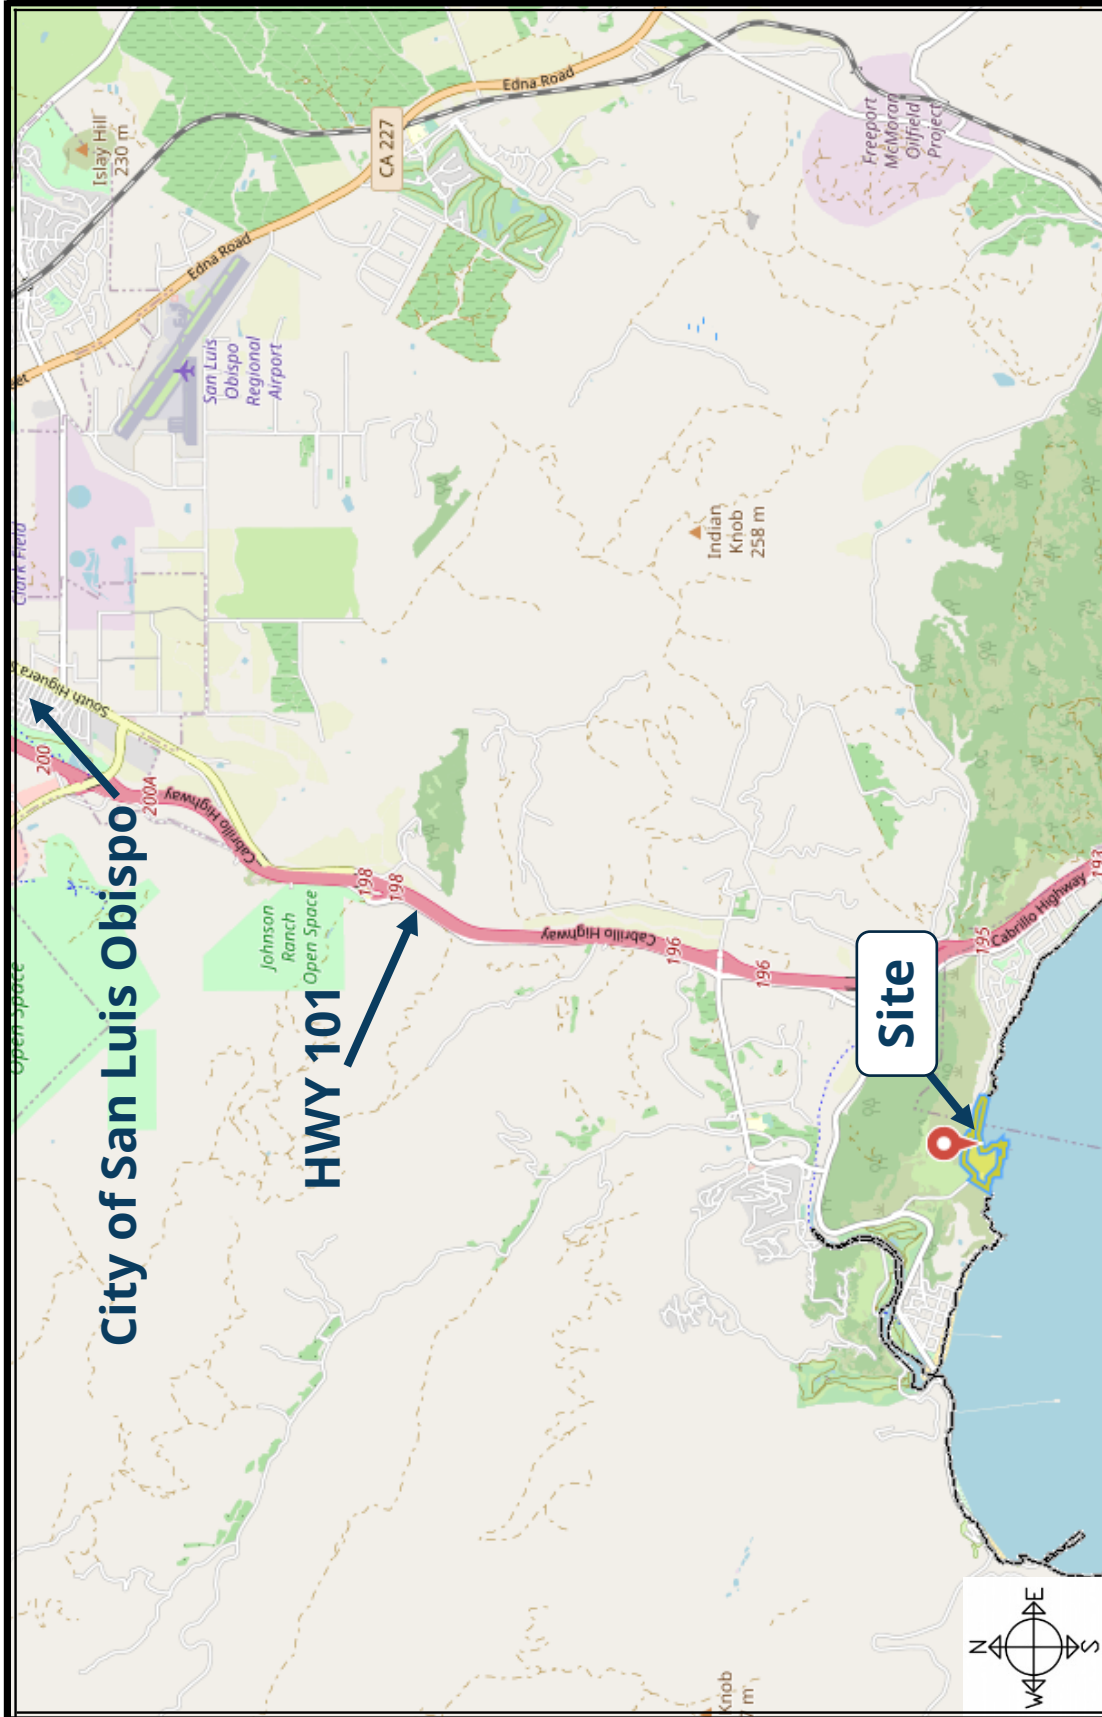 Open Space
City of San Luis Obispo
200
200A
South Higuera S
Clark Field
Islay Hill
230 m
Edna Road
CA 227
Edna Road
San Luis
Obispo
Regional
Airport
Cabrillo Highway
Johnson
Ranch
Open Space
198
198
HWY 101
Cabrillo Highway
196
196
Indian
Knob
258 m
Freeport
McMoran
Oilfield
Project
Site
195
Cabrillo Highway
193
Knob
7 m
N
W
E
S